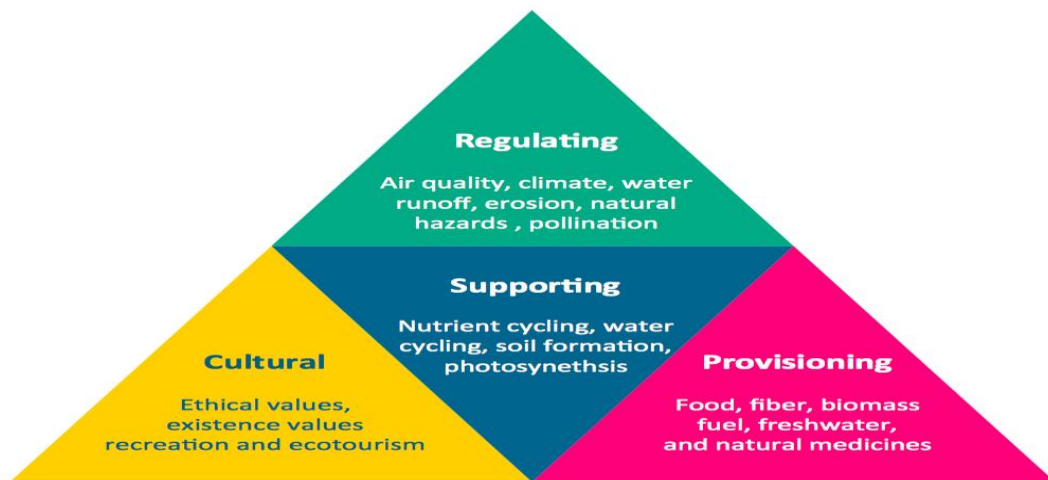 Regulating
Air quality, climate, water
runoff, erosion, natural
hazards , pollination
Supporting
Nutrient cycling, water
cycling, soil formation,
photosynethsis
Cultural
Ethical values,
existence values
recreation and ecotourism
Provisioning
Food, fiber, biomass
fuel, freshwater,
and natural medicines